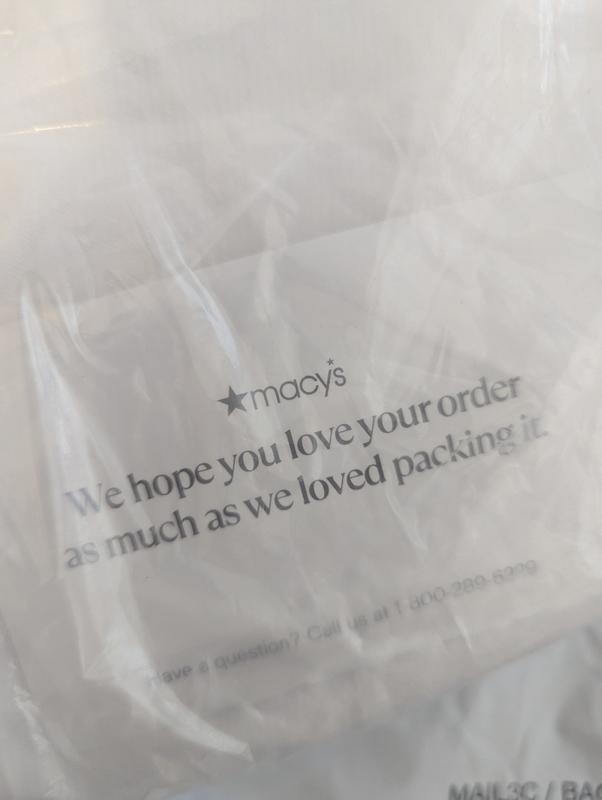 ★macy's
We hope you love your order
as much as we loved packing it.
Have a question? Call us at 1-800-289-6229
MAIL3C / BAG